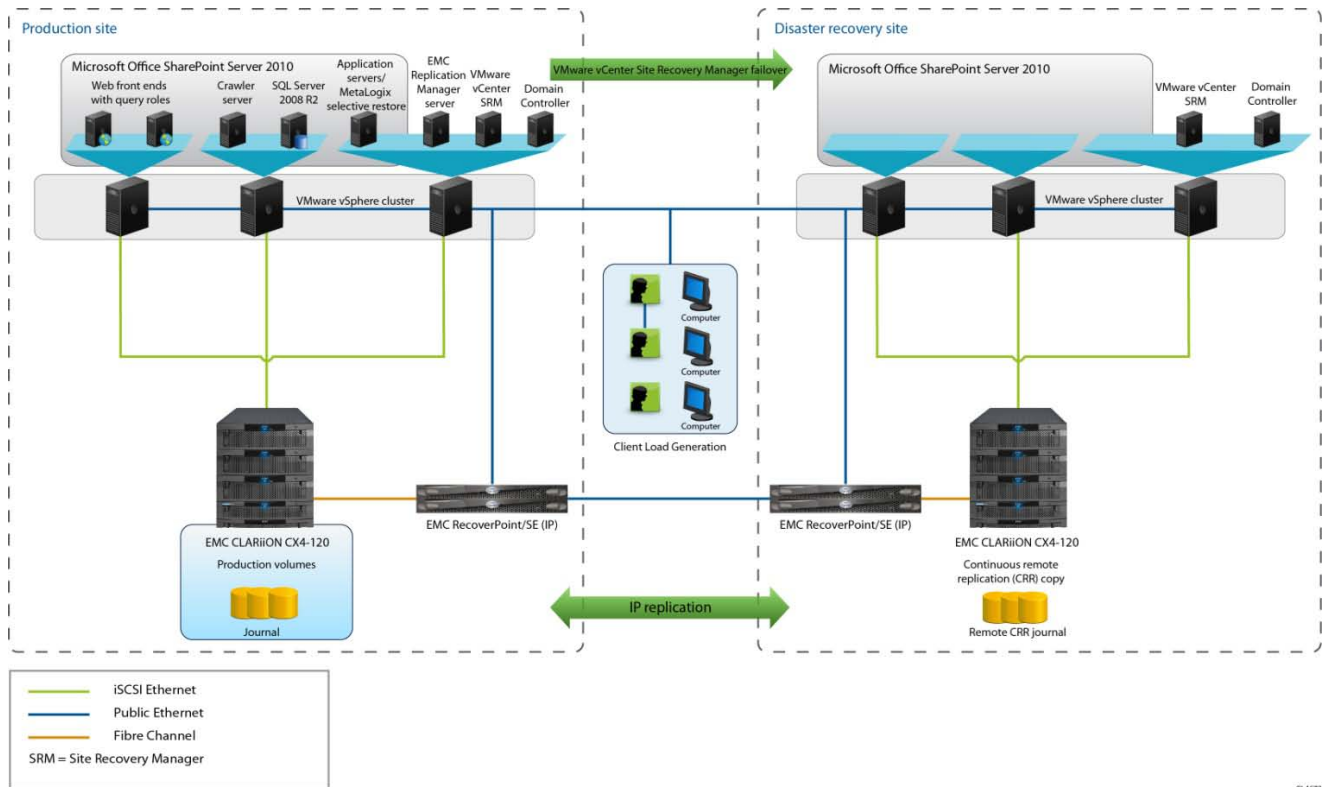 Production site
Microsoft Office SharePoint Server 2010
Web front ends
with query roles
Crawler
server
SQL Server
2008 R2
Application
servers/
MetaLogix
selective restore
EMC
Replication
Manager
server
VMware
vCenter
SRM
Domain
Controller
VMware vSphere cluster
VMware vCenter Site Recovery Manager failover
Disaster recovery site
Microsoft Office SharePoint Server 2010
VMware vCenter
SRM
Domain
Controller
VMware vSphere cluster
Computer
Computer
Computer
Client Load Generation
EMC CLARiiON CX4-120
Production volumes
Journal
EMC RecoverPoint/SE (IP)
EMC RecoverPoint/SE (IP)
EMC CLARiiON CX4-120
Continuous remote
replication (CRR) copy
Remote CRR journal
IP replication
iSCSI Ethernet
Public Ethernet
Fibre Channel
SRM = Site Recovery Manager